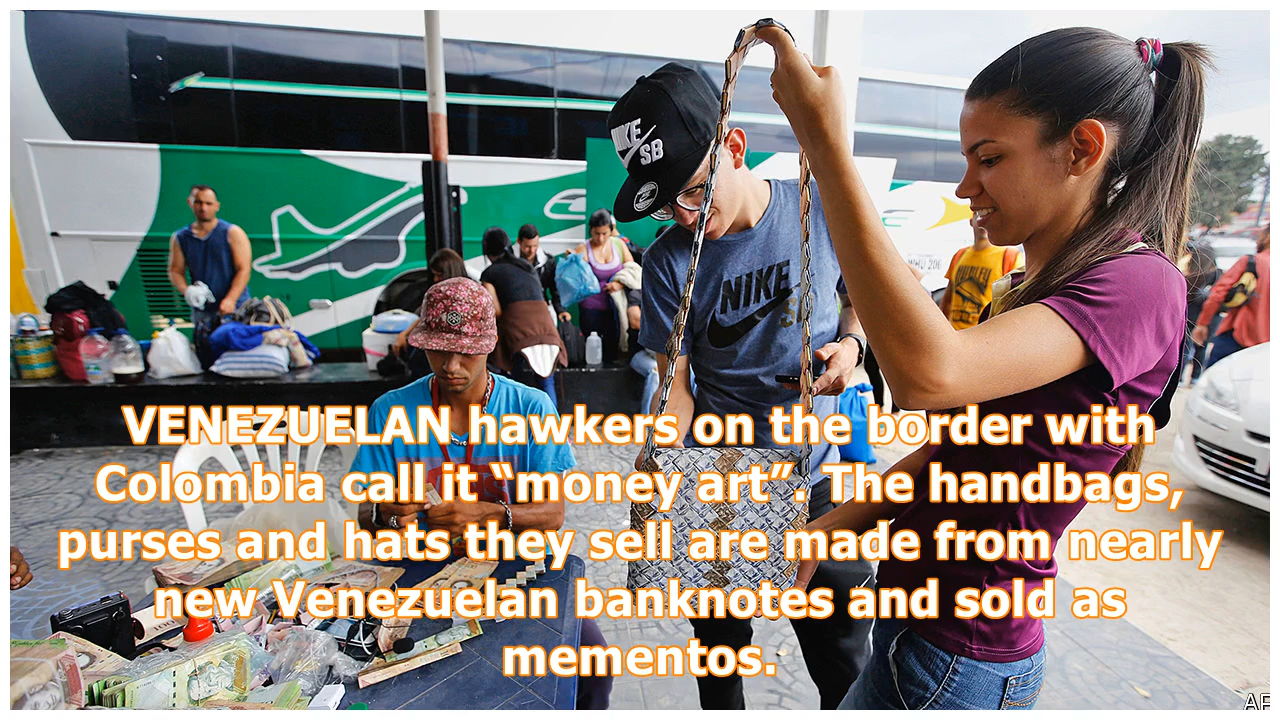 NIKE
SB
NIKE
VENEZUELAN hawkers on the border with
Colombia call it “money art”. The handbags,
purses and hats they sell are made from nearly
new Venezuelan banknotes and sold as
mementos.